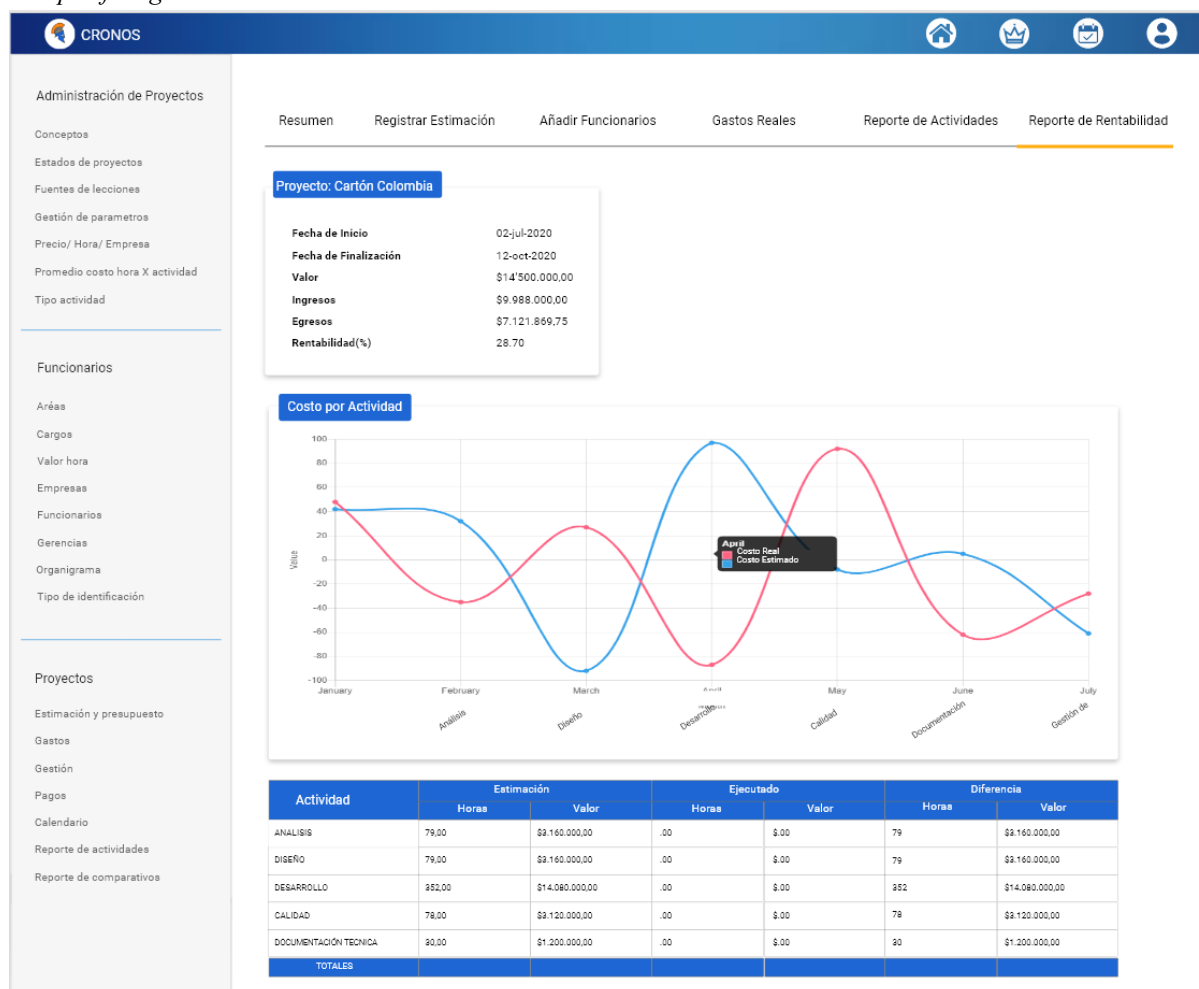 CRONOS
Administración de Proyectos
Conceptos
Estados de proyectos
Fuentes de lecciones
Gestión de parametros
Precio/ Hora/ Empresa
Promedio costo hora X actividad
Tipo actividad
Funcionarios
Aréas
Cargos
Valor hora
Empresas
Funcionarios
Gerencias
Organigrama
Tipo de identificación
Proyectos
Estimación y presupuesto
Gastos
Gestión
Pagos
Calendario
Reporte de actividades
Reporte de comparativos
Resumen Registrar Estimación Añadir Funcionarios Gastos Reales Reporte de Actividades Reporte de Rentabilidad
Proyecto: Cartón Colombia
Fecha de Inicio 02-jul-2020
Fecha de Finalización 12-oct-2020
Valor $14'500.000,00
Ingresos $9.988.000,00
Egresos $7.121.869,75
Rentabilidad(%) 28.70
Costo por Actividad
100
80
60
40
20
0
-20
-40
-60
-80
-100
Value
April
Costo Real
Costo Estimado
January February March April May June July
Análisis Diseño Desarrollo Calidad Documentación Gestión de
Actividad Estimación Ejecutado Diferencia
Horas Valor Horas Valor Horas Valor
ANALISIS 79,00 $3.160.000,00 .00 $.00 79 $3.160.000,00
DISEÑO 79,00 $3.160.000,00 .00 $.00 79 $3.160.000,00
DESARROLLO 352,00 $14.080.000,00 .00 $.00 352 $14.080.000,00
CALIDAD 78,00 $3.120.000,00 .00 $.00 78 $3.120.000,00
DOCUMENTACIÓN TECNICA 30,00 $1.200.000,00 .00 $.00 30 $1.200.000,00
TOTALES